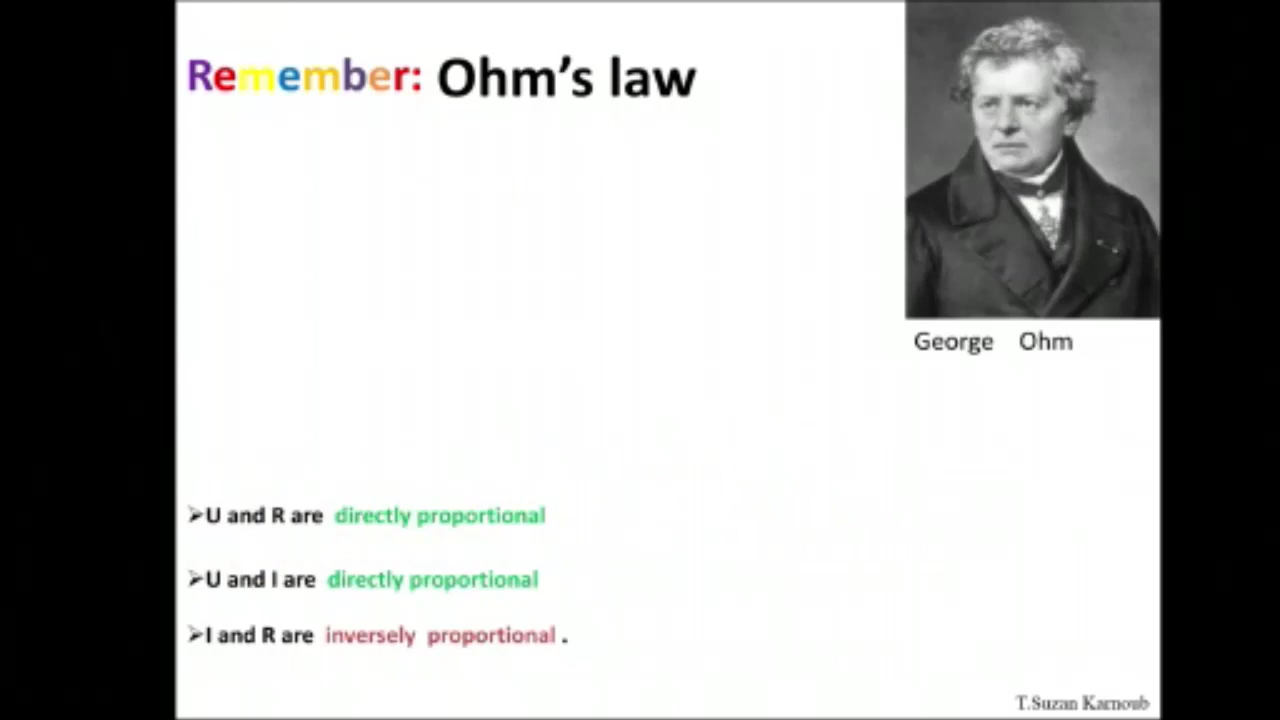 Remember: Ohm's law
George Ohm
➢U and R are directly proportional
➢U and I are directly proportional
➢I and R are inversely proportional .
T.Suzan Karnoub